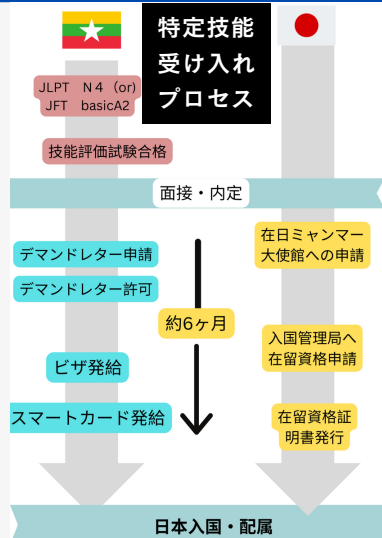 特定技能
受け入れ
プロセス
JLPT　N４（or)
JFT　basicA2
技能評価試験合格
面接・内定
在日ミャンマー
大使館への申請
デマンドレター申請
デマンドレター許可
約6ヶ月
入国管理局へ
在留資格申請
ビザ発給
スマートカード発給
在留資格証
明書発行
日本入国・配属